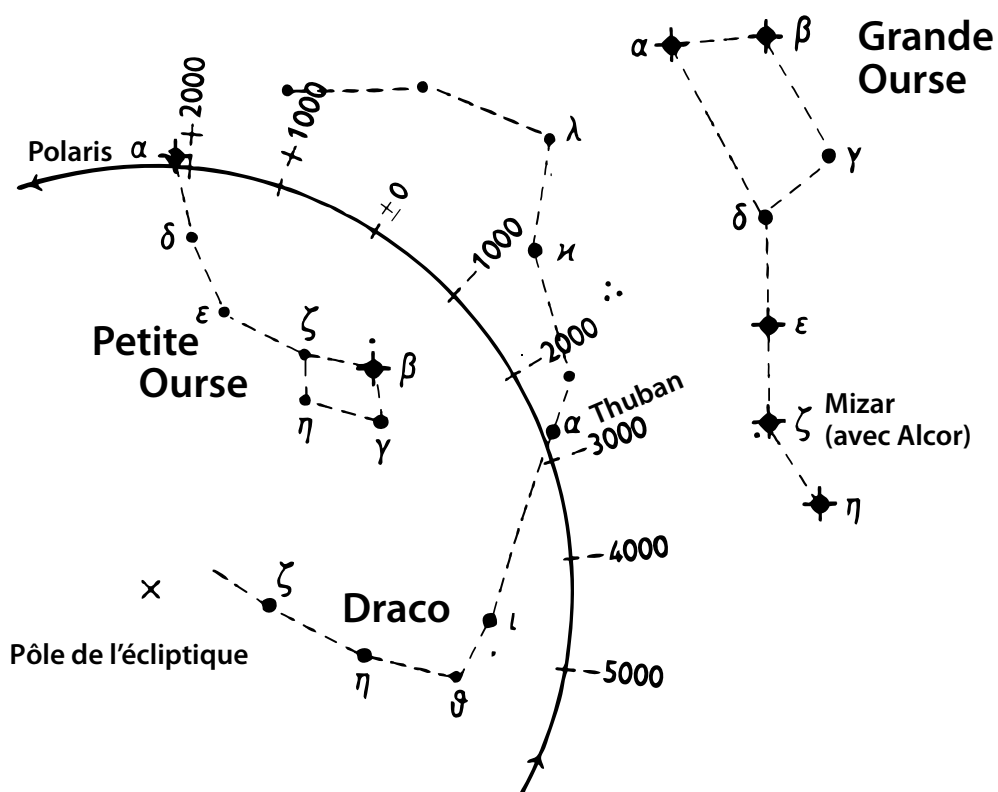 α
β
Grande
Ourse
γ
δ
ε
ζ
Mizar
(avec Alcor)
η
+ 2000
+ 1000
± 0
1000
2000
-3000
-4000
-5000
λ
ϰ
Polaris
α
δ
ε
ζ
β
η
γ
Petite
Ourse
α
Thuban
ζ
Draco
ι
η
ϑ
Pôle de l'écliptique